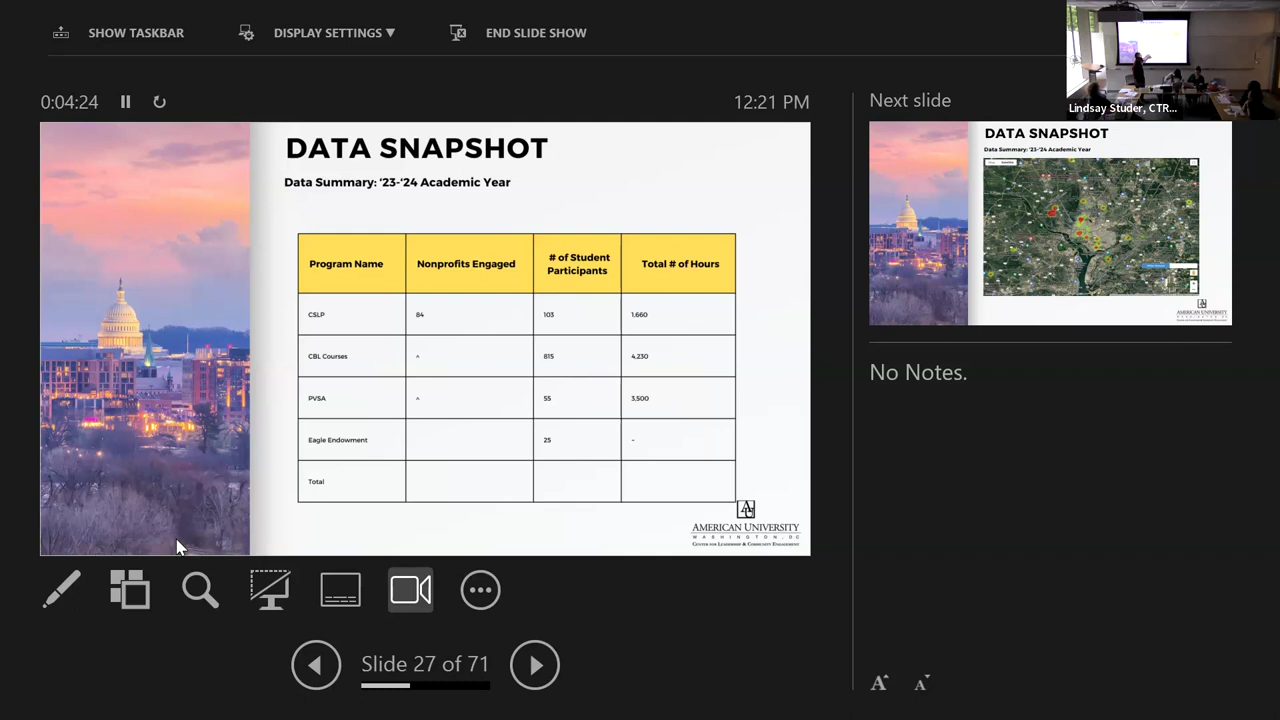 SHOW TASKBAR
DISPLAY SETTINGS ▼
END SLIDE SHOW
Lindsay Studer, CTR...
0:04:24
12:21 PM
DATA SNAPSHOT
Data Summary: ‘23-‘24 Academic Year
Program Name
Nonprofits Engaged
# of Student
Participants
Total # of Hours
CSLP
84
103
1.660
CBL Courses
^
815
4,230
PVSA
^
55
3,500
Eagle Endowment
25
-
Total
AMERICAN UNIVERSITY
WASHINGTON, DC
CENTER FOR LEADERSHIP & COMMUNITY ENGAGEMENT
Slide 27 of 71
Next slide
DATA SNAPSHOT
Data Summary: ‘23-‘24 Academic Year
AMERICAN UNIVERSITY
No Notes.
A
A